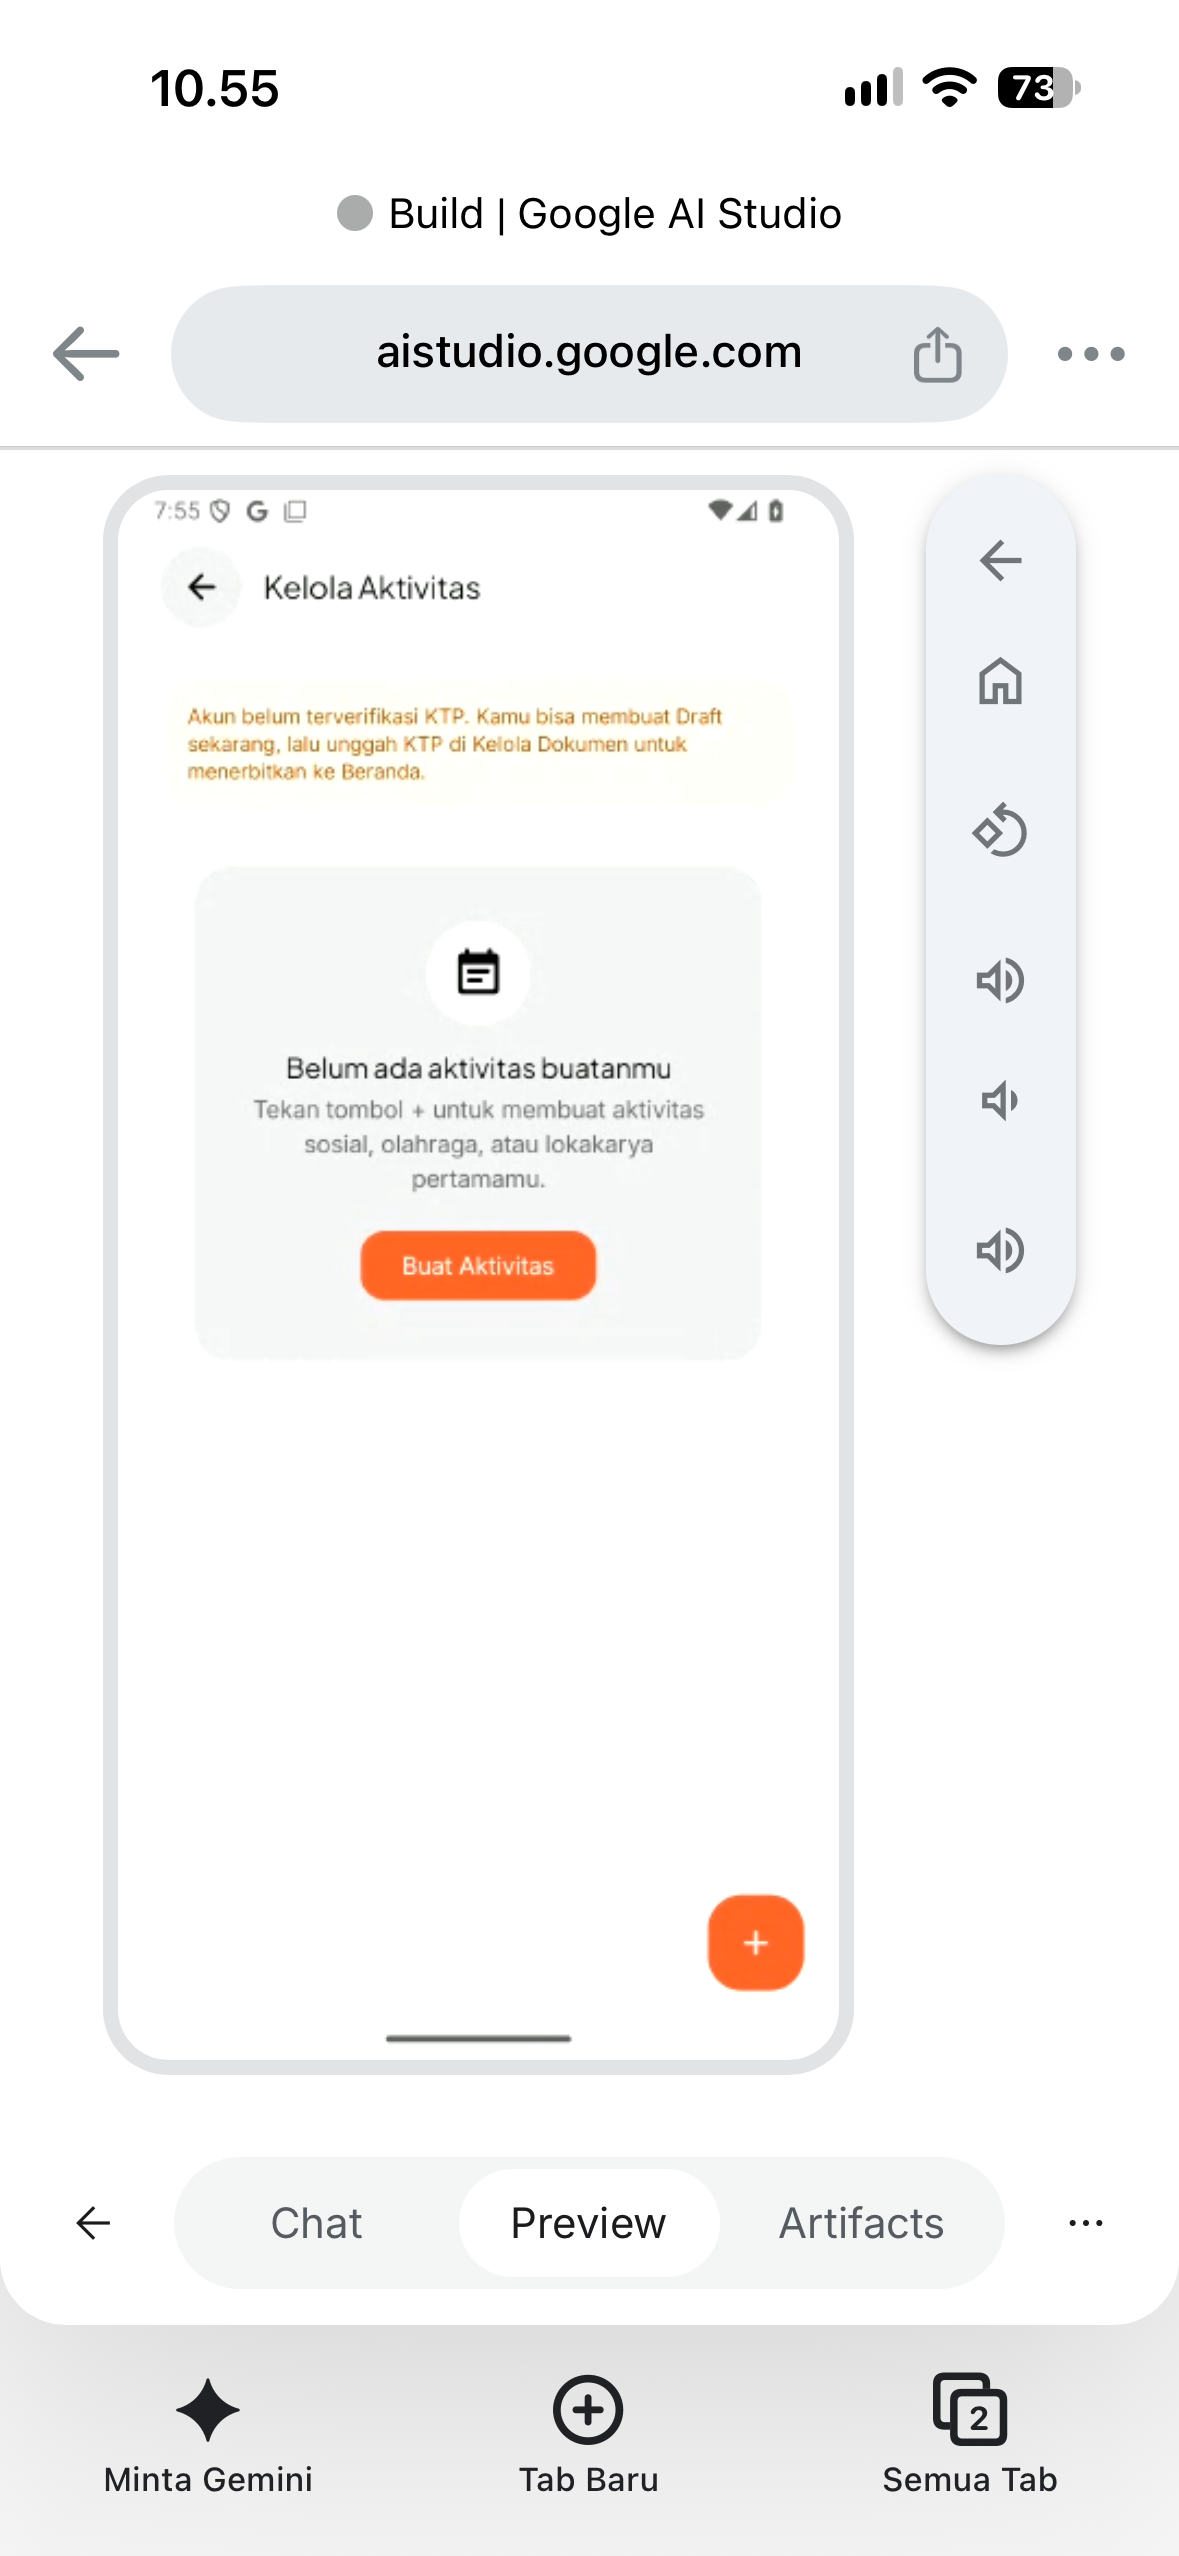 10.55
73
Build | Google AI Studio
aistudio.google.com
7:55
Kelola Aktivitas
Akun belum terverifikasi KTP. Kamu bisa membuat Draft
sekarang, lalu unggah KTP di Kelola Dokumen untuk
menerbitkan ke Beranda.
Belum ada aktivitas buatanmu
Tekan tombol + untuk membuat aktivitas
sosial, olahraga, atau lokakarya
pertamamu.
Buat Aktivitas
+
Chat
Preview
Artifacts
2
Minta Gemini
Tab Baru
Semua Tab